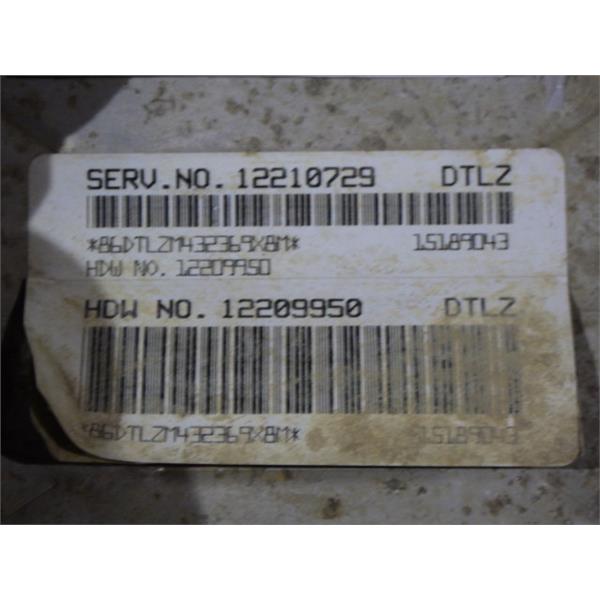 SERV.NO. 12210729 DTLZ
*86DTLZM432369X8M* 15189043
HDW NO. 12209950
HDW NO. 12209950 DTLZ
*86DTLZM432369X8M* 15189043